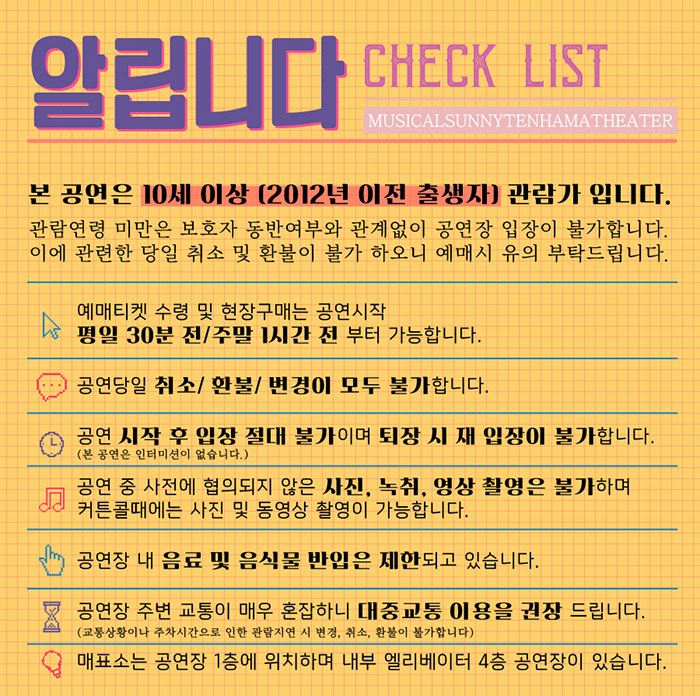 알립니다
CHECK LIST
MUSICALSUNNYTENHAMATHEATER
본 공연은 10세 이상 (2012년 이전 출생자) 관람가 입니다.
관람연령 미만은 보호자 동반여부와 관계없이 공연장 입장이 불가합니다.
이에 관련한 당일 취소 및 환불이 불가 하오니 예매시 유의 부탁드립니다.
예매티켓 수령 및 현장구매는 공연시작
평일 30분 전/주말 1시간 전 부터 가능합니다.
공연당일 취소/ 환불/ 변경이 모두 불가합니다.
공연 시작 후 입장 절대 불가이며 퇴장 시 재 입장이 불가합니다.
(본 공연은 인터미션이 없습니다.)
공연 중 사전에 협의되지 않은 사진, 녹취, 영상 촬영은 불가하며
커튼콜때에는 사진 및 동영상 촬영이 가능합니다.
공연장 내 음료 및 음식물 반입은 제한되고 있습니다.
공연장 주변 교통이 매우 혼잡하니 대중교통 이용을 권장 드립니다.
(교통상황이나 주차시간으로 인한 관람지연 시 변경, 취소, 환불이 불가합니다)
매표소는 공연장 1층에 위치하며 내부 엘리베이터 4층 공연장이 있습니다.